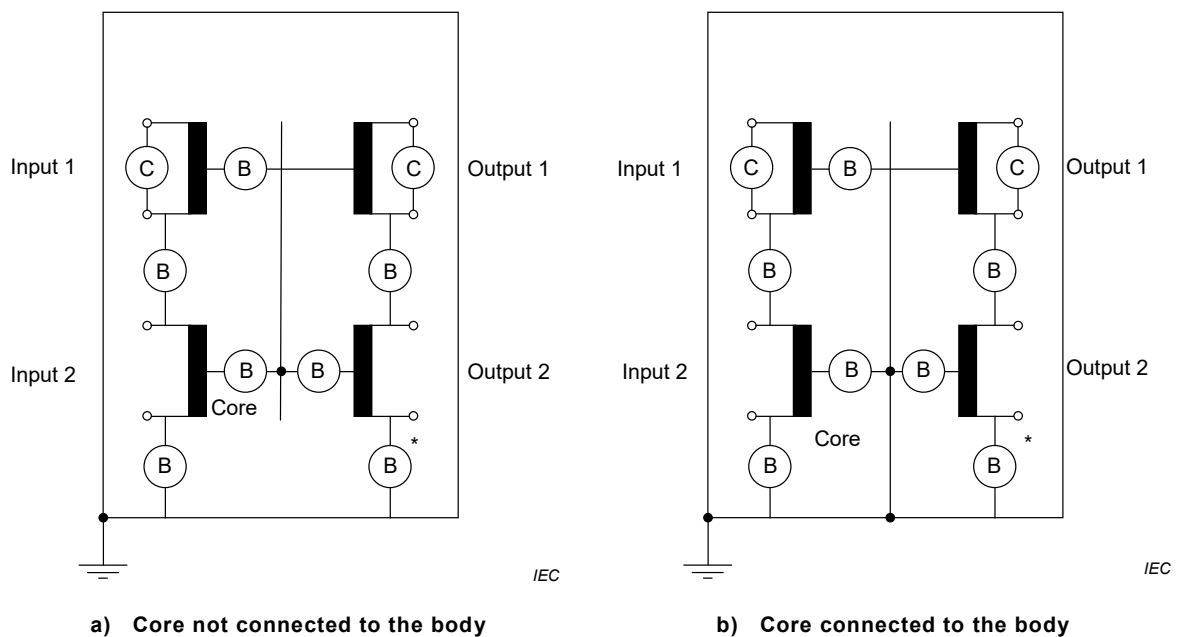 Input 1
C
B
C
Output 1
B
B
Input 2
B
B
Output 2
Core
B
B
*
IEC
a) Core not connected to the body
Input 1
C
B
C
Output 1
B
B
Input 2
B
B
Output 2
Core
B
B
*
IEC
b) Core connected to the body